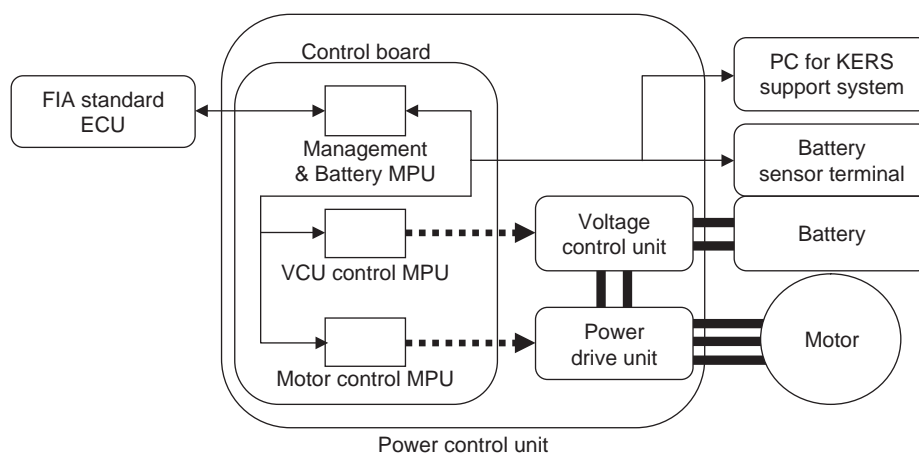 Control board
FIA standard
ECU
Management
& Battery MPU
VCU control MPU
Motor control MPU
Voltage
control unit
Power
drive unit
PC for KERS
support system
Battery
sensor terminal
Battery
Motor
Power control unit